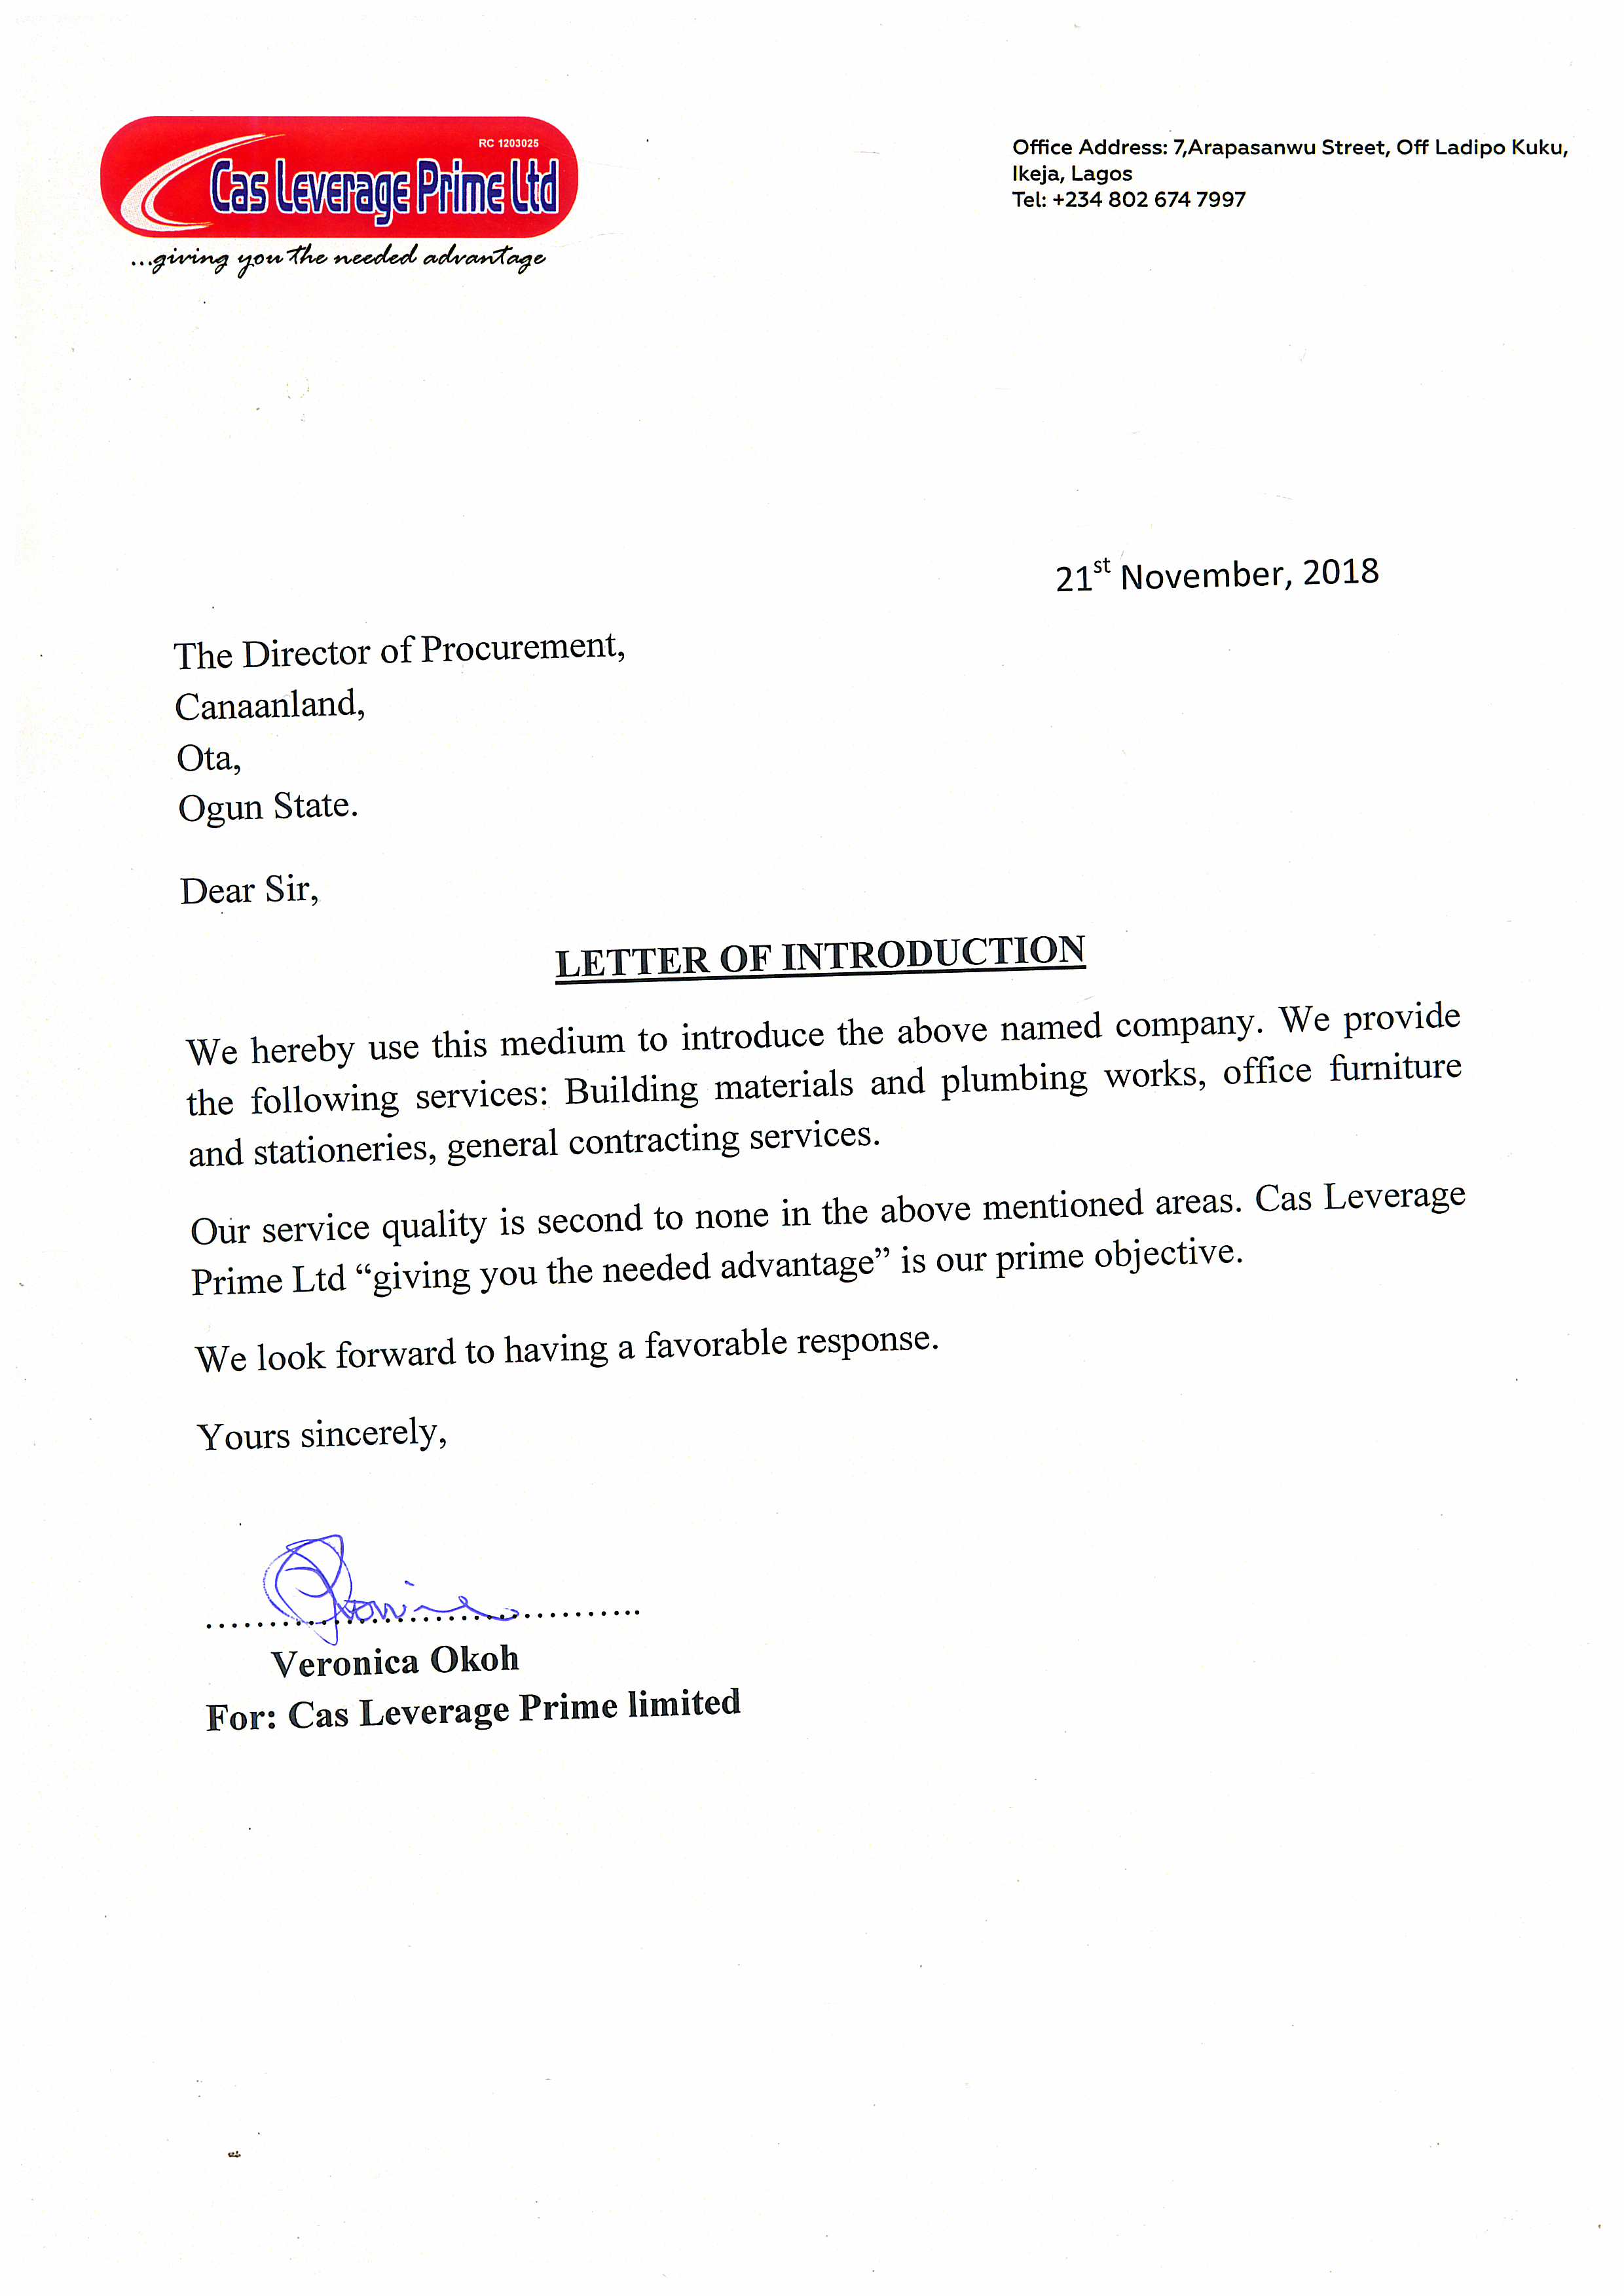 RC 1203025
Cas Leverage Prime Ltd
...giving you the needed advantage
Office Address: 7,Arapasanwu Street, Off Ladipo Kuku,
Ikeja, Lagos
Tel: +234 802 674 7997
21st November, 2018
The Director of Procurement,
Canaanland,
Ota,
Ogun State.
Dear Sir,
LETTER OF INTRODUCTION
We hereby use this medium to introduce the above named company. We provide
the following services: Building materials and plumbing works, office furniture
and stationeries, general contracting services.
Our service quality is second to none in the above mentioned areas. Cas Leverage
Prime Ltd “giving you the needed advantage” is our prime objective.
We look forward to having a favorable response.
Yours sincerely,
Veronica Okoh
For: Cas Leverage Prime limited